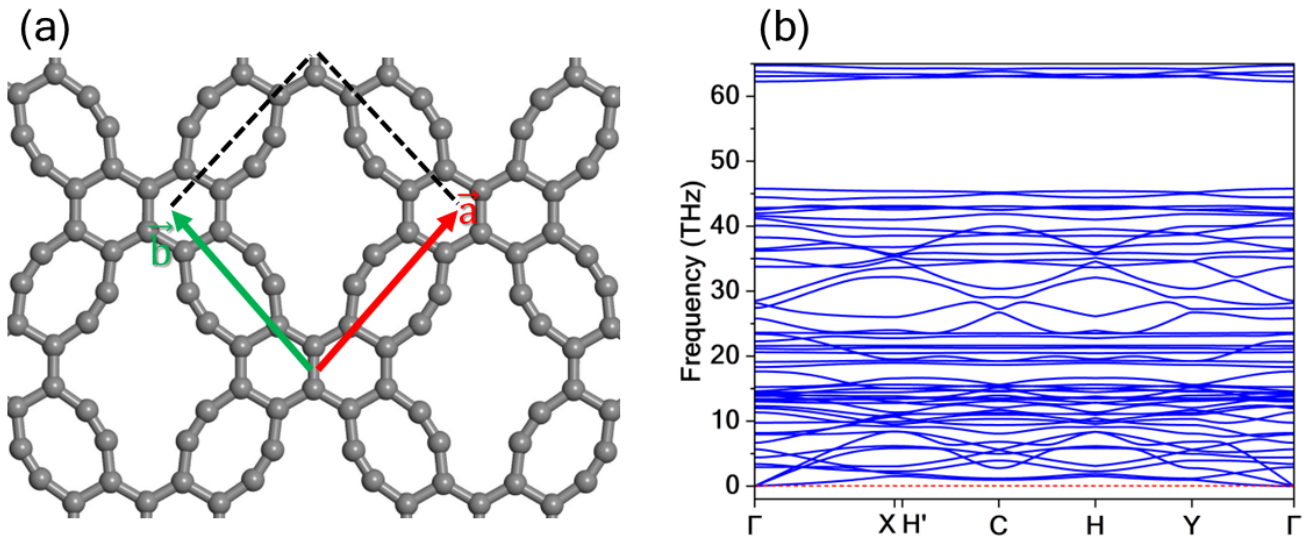 (a)
a⃗
b⃗
(b)
Frequency (THz)
60
50
40
30
20
10
0
Γ X H' C H Y Γ